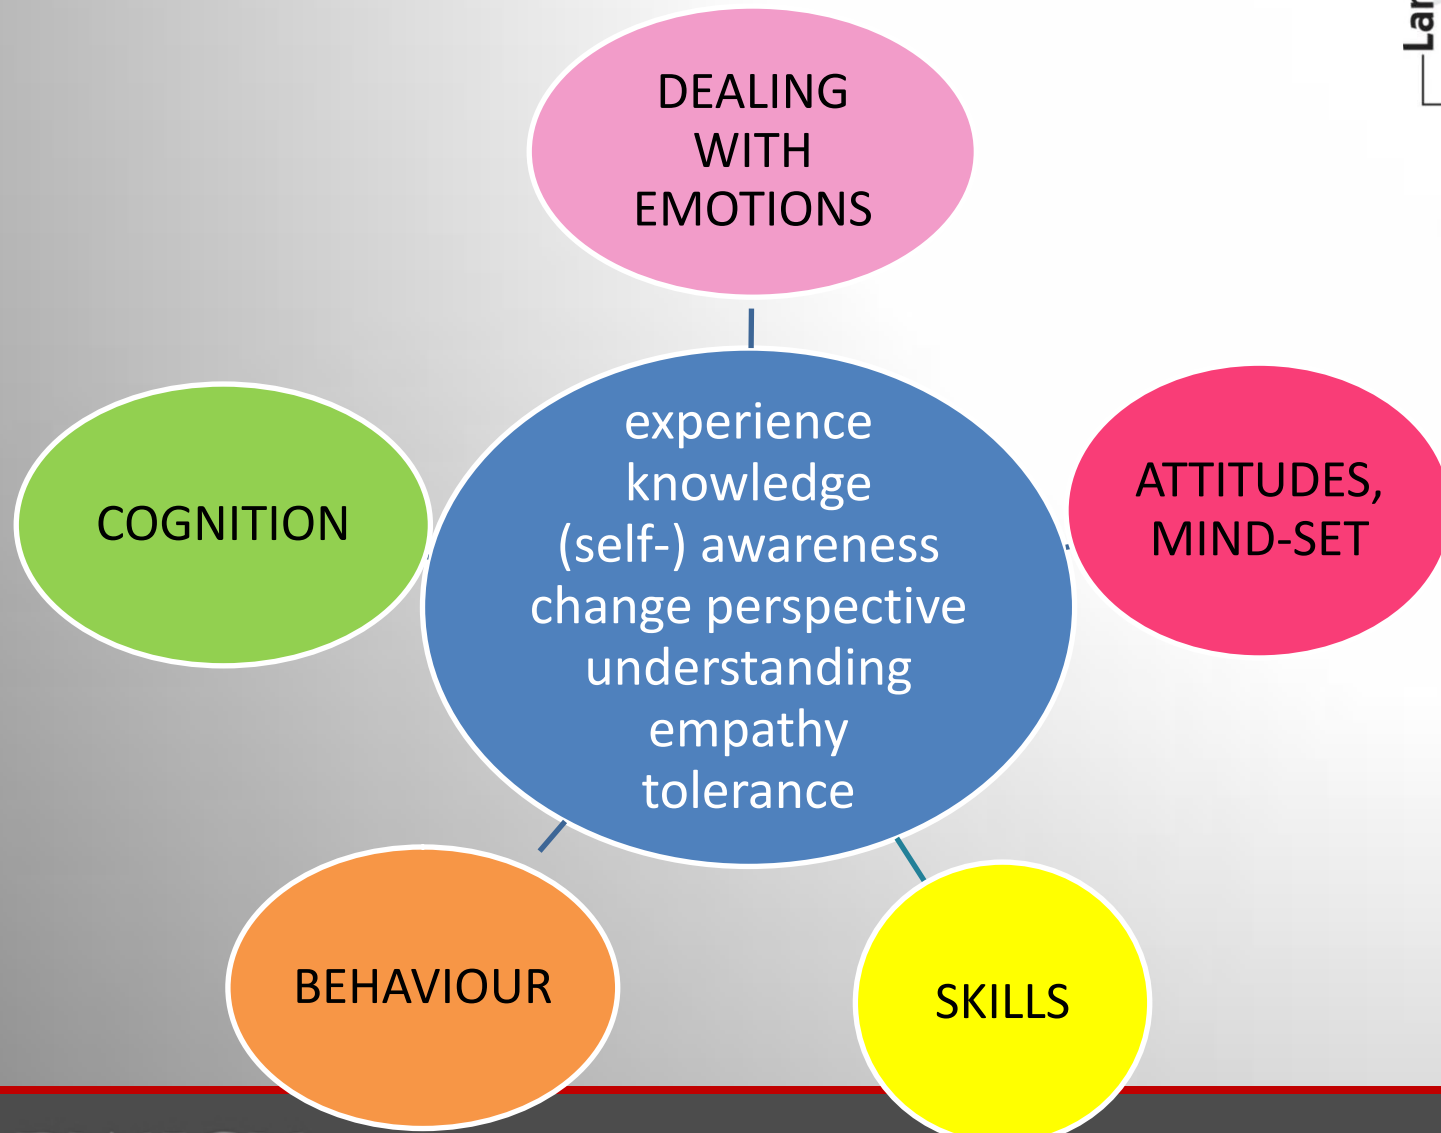 DEALING
WITH
EMOTIONS
experience
knowledge
(self-) awareness
change perspective
understanding
empathy
tolerance
COGNITION
ATTITUDES,
MIND-SET
BEHAVIOUR
SKILLS